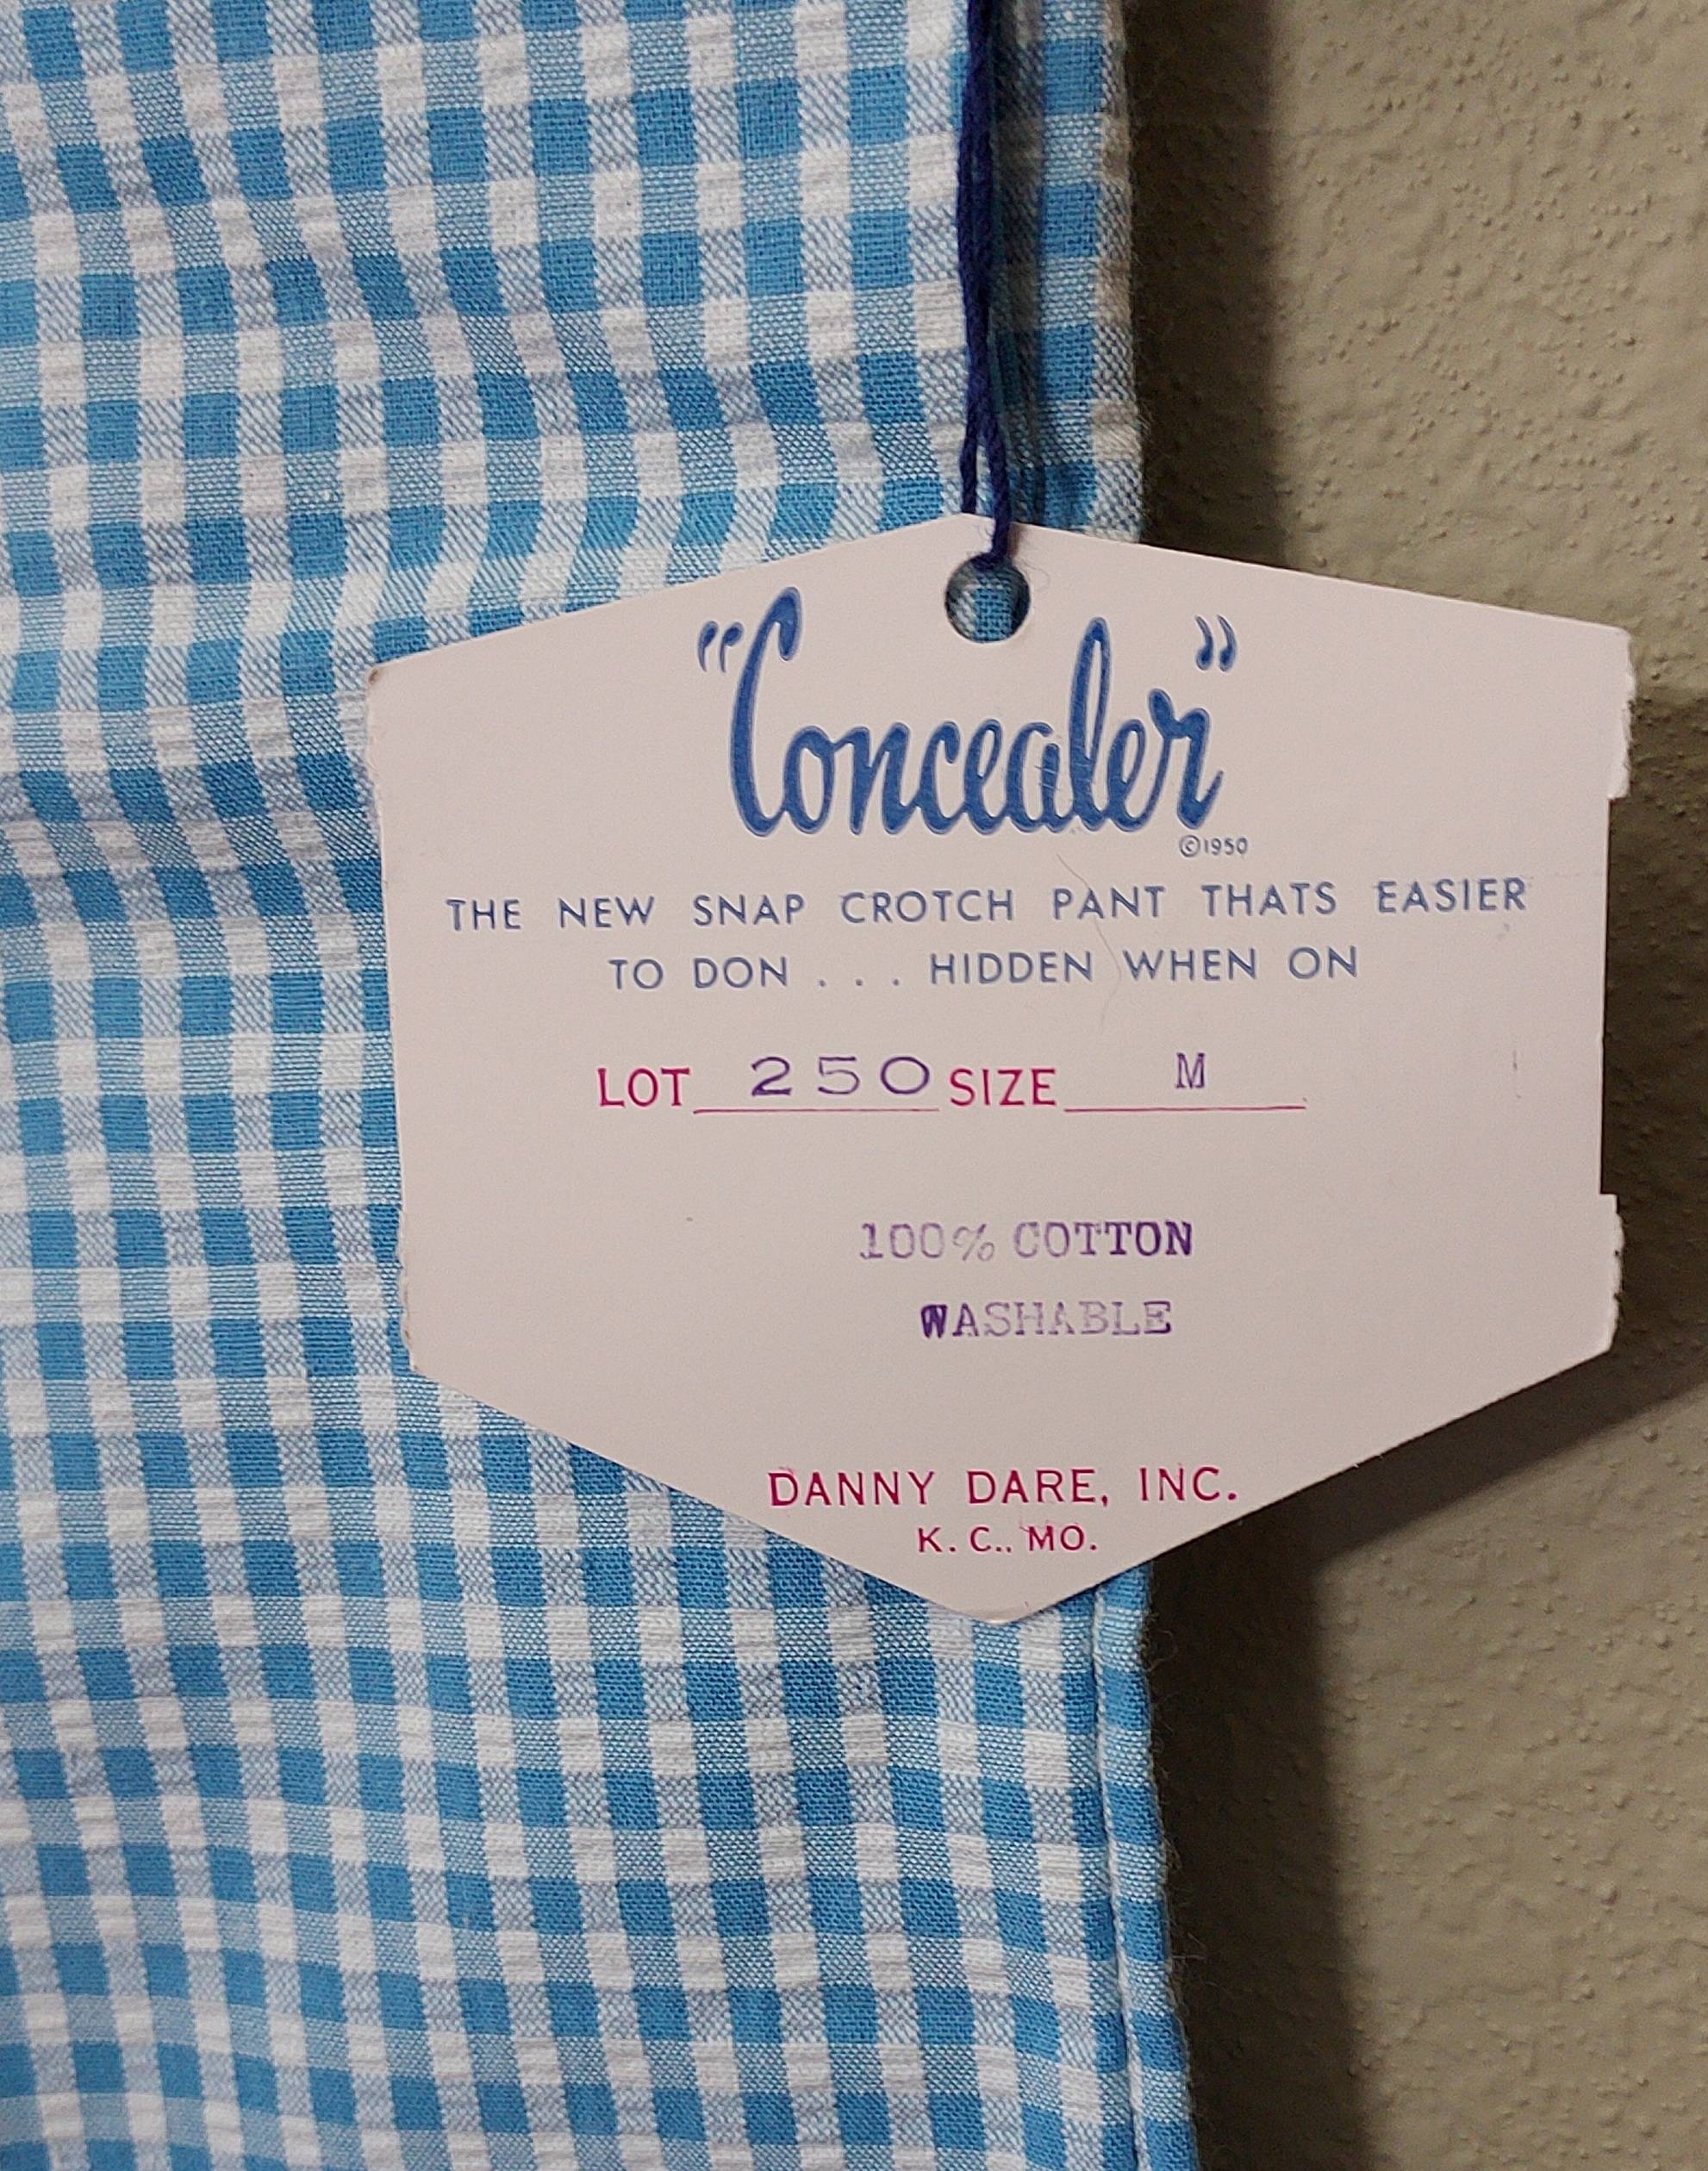 "Concealer"
©1950
THE NEW SNAP CROTCH PANT THATS EASIER
TO DON . . . HIDDEN WHEN ON
LOT 250 SIZE M
100% COTTON
WASHABLE
DANNY DARE, INC.
K. C., MO.